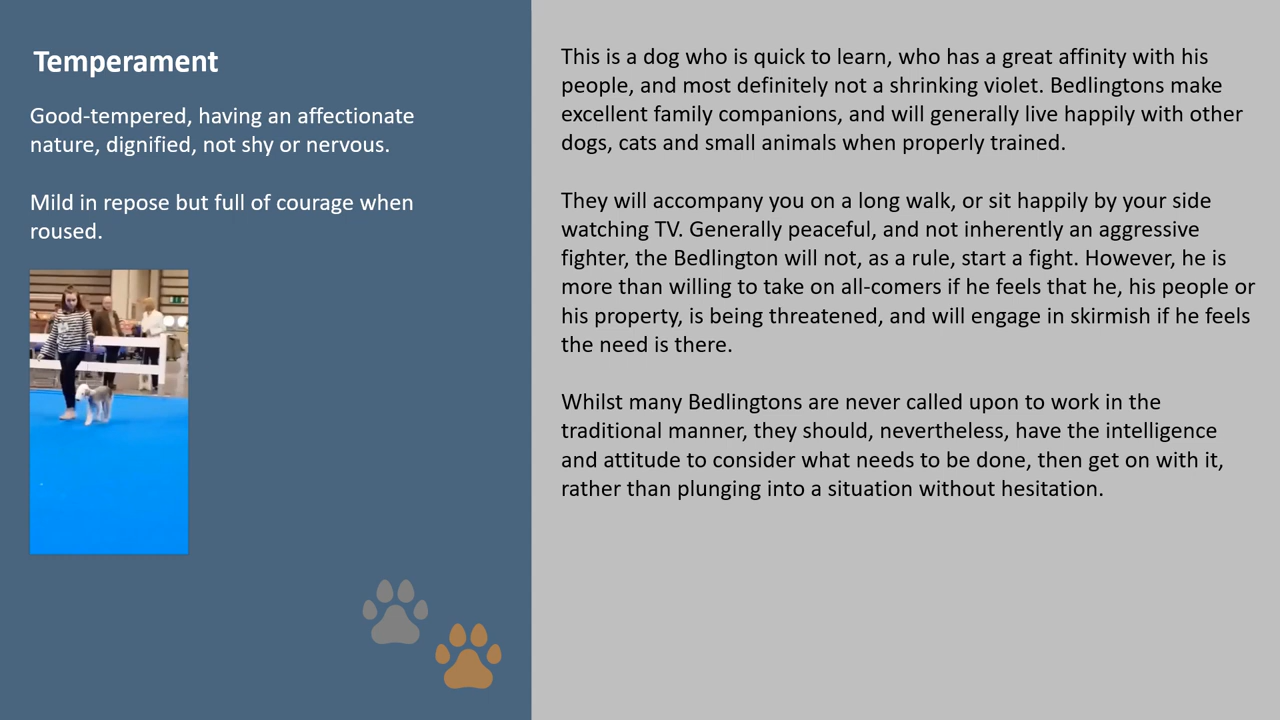 Temperament
Good-tempered, having an affectionate
nature, dignified, not shy or nervous.
Mild in repose but full of courage when
roused.
This is a dog who is quick to learn, who has a great affinity with his
people, and most definitely not a shrinking violet. Bedlingtons make
excellent family companions, and will generally live happily with other
dogs, cats and small animals when properly trained.
They will accompany you on a long walk, or sit happily by your side
watching TV. Generally peaceful, and not inherently an aggressive
fighter, the Bedlington will not, as a rule, start a fight. However, he is
more than willing to take on all-comers if he feels that he, his people or
his property, is being threatened, and will engage in skirmish if he feels
the need is there.
Whilst many Bedlingtons are never called upon to work in the
traditional manner, they should, nevertheless, have the intelligence
and attitude to consider what needs to be done, then get on with it,
rather than plunging into a situation without hesitation.